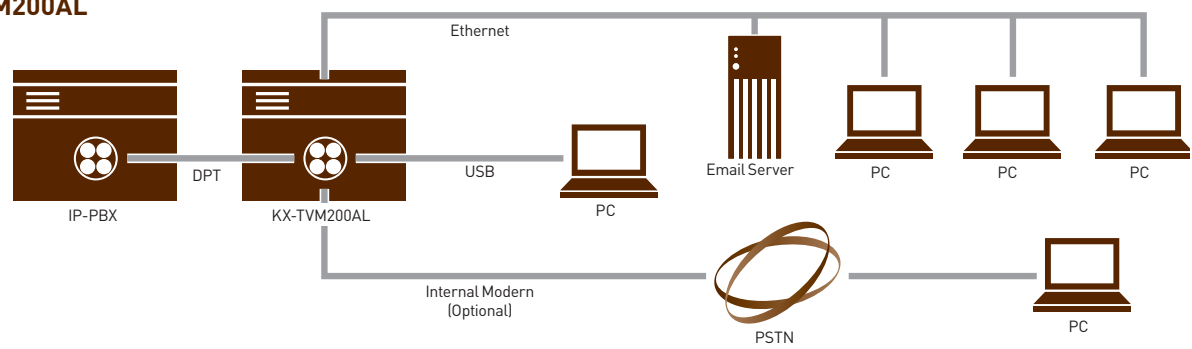 M200AL
Ethernet
DPT
USB
Email Server
PC
PC
PC
IP-PBX
KX-TVM200AL
PC
Internal Modern
(Optional)
PSTN
PC